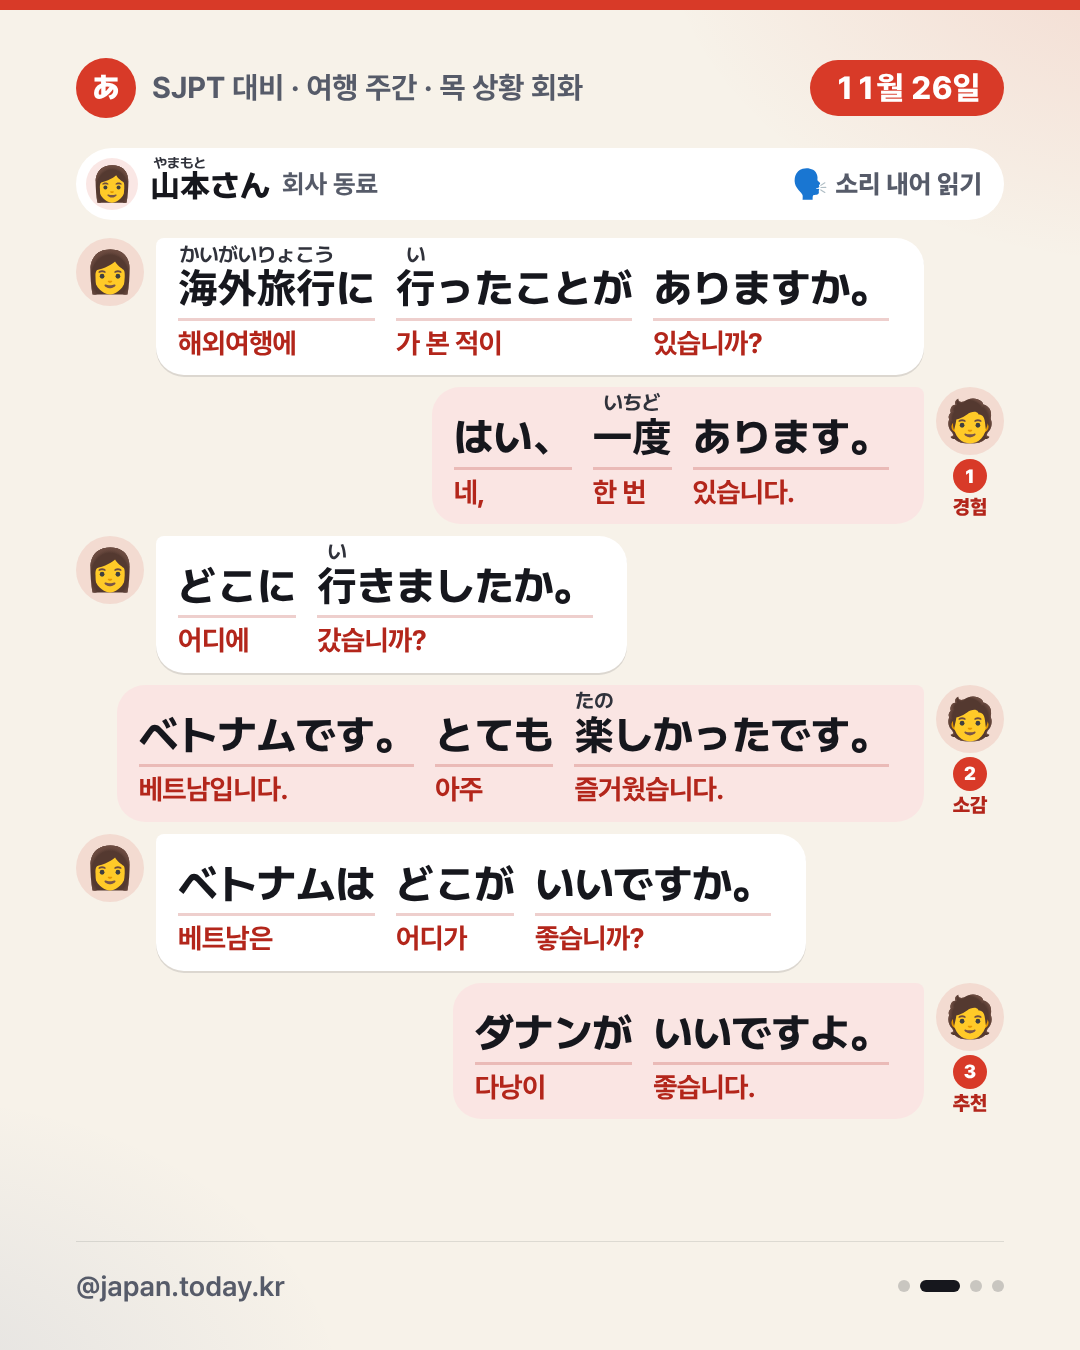 あ SJPT 대비 · 여행 주간 · 목 상황 회화 11월 26일
やまもと
山本さん 회사 동료 소리 내어 읽기
かいがいりょこう い
海外旅行に 行ったことが ありますか。
해외여행에 가 본 적이 있습니까?
いちど
はい、 一度 あります。
네, 한 번 있습니다.
1
경험
い
どこに 行きましたか。
어디에 갔습니까?
たの
ベトナムです。 とても 楽しかったです。
베트남입니다. 아주 즐거웠습니다.
2
소감
ベトナムは どこが いいですか。
베트남은 어디가 좋습니까?
ダナンが いいですよ。
다낭이 좋습니다.
3
추천
@japan.today.kr